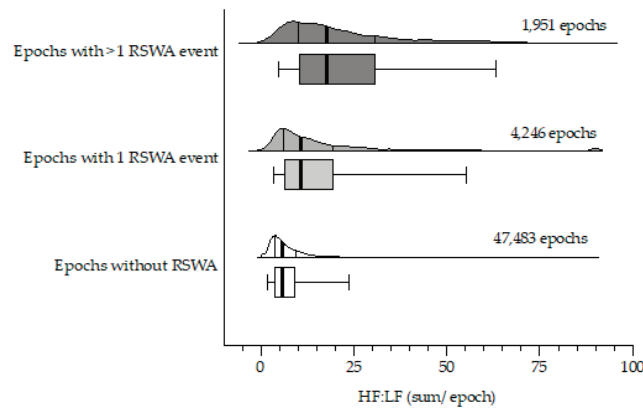 1,951 epochs
Epochs with >1 RSWA event
4,246 epochs
Epochs with 1 RSWA event
47,483 epochs
Epochs without RSWA
0 25 50 75 100
HF:LF (sum/epoch)